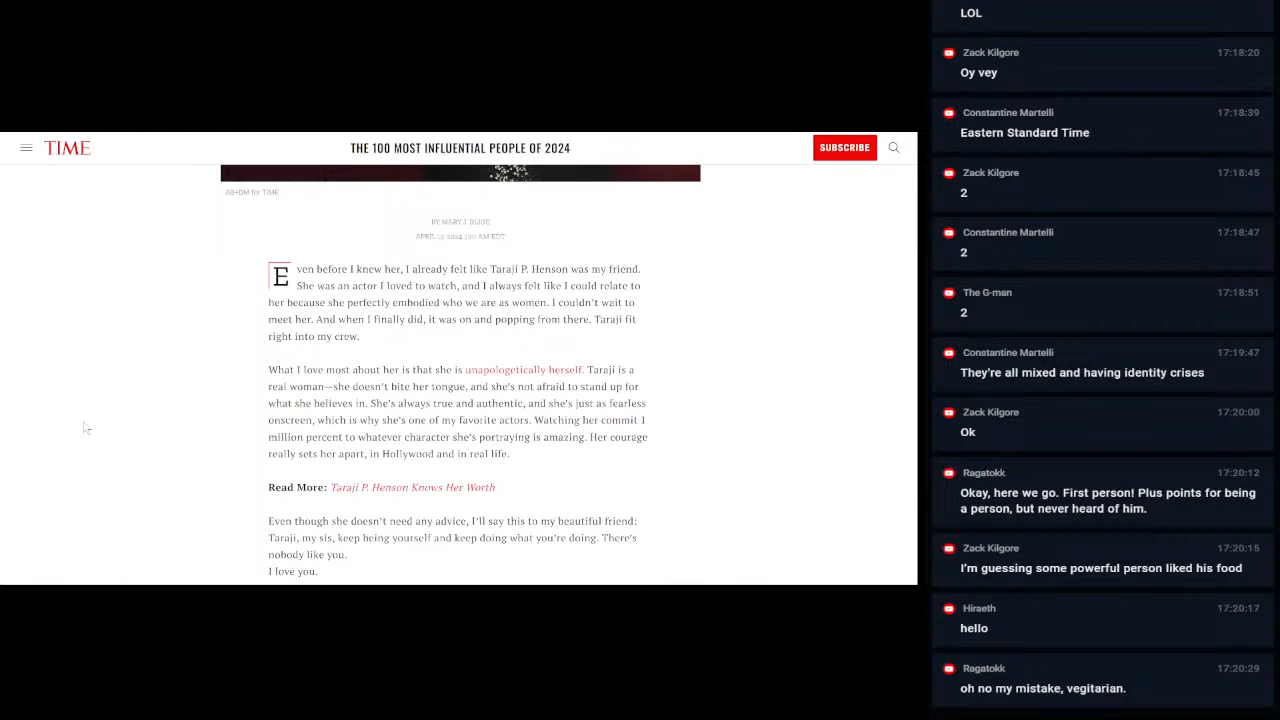 TIME
THE 100 MOST INFLUENTIAL PEOPLE OF 2024
SUBSCRIBE
AB+DM for TIME
BY MARY J. BLIGE
APRIL 17, 2024 7:01 AM EDT
Even before I knew her, I already felt like Taraji P. Henson was my friend.
She was an actor I loved to watch, and I always felt like I could relate to
her because she perfectly embodied who we are as women. I couldn't wait to
meet her. And when I finally did, it was on and popping from there. Taraji fit
right into my crew.
What I love most about her is that she is unapologetically herself. Taraji is a
real woman—she doesn't bite her tongue, and she's not afraid to stand up for
what she believes in. She's always true and authentic, and she's just as fearless
onscreen, which is why she's one of my favorite actors. Watching her commit 1
million percent to whatever character she's portraying is amazing. Her courage
really sets her apart, in Hollywood and in real life.
Read More: Taraji P. Henson Knows Her Worth
Even though she doesn't need any advice, I'll say this to my beautiful friend:
Taraji, my sis, keep being yourself and keep doing what you're doing. There's
nobody like you.
I love you.
LOL
Zack Kilgore 17:18:20
Oy vey
Constantine Martelli 17:18:39
Eastern Standard Time
Zack Kilgore 17:18:45
2
Constantine Martelli 17:18:47
2
The G-man 17:18:51
2
Constantine Martelli 17:19:47
They're all mixed and having identity crises
Zack Kilgore 17:20:00
Ok
Ragatokk 17:20:12
Okay, here we go. First person! Plus points for being
a person, but never heard of him.
Zack Kilgore 17:20:15
I'm guessing some powerful person liked his food
Hiraeth 17:20:17
hello
Ragatokk 17:20:29
oh no my mistake, vegitarian.